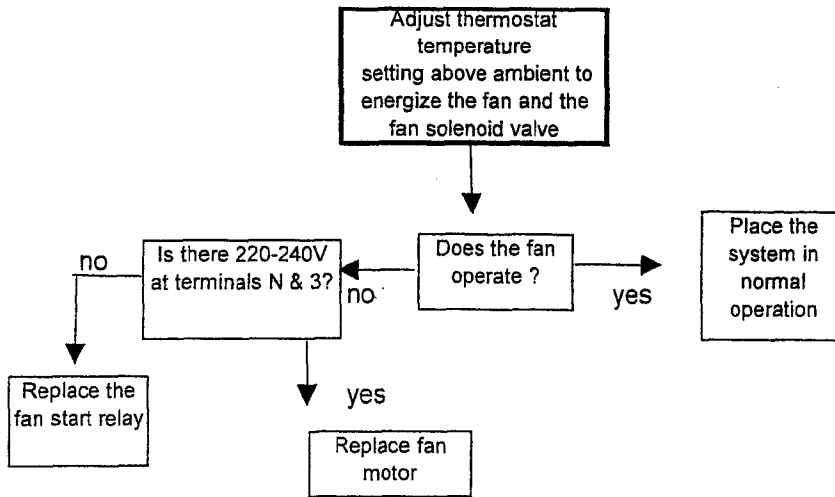 Adjust thermostat
temperature
setting above ambient to
energize the fan and the
fan solenoid valve
Does the fan
operate ?
yes
Place the
system in
normal
operation
no
Is there 220-240V
at terminals N & 3?
no
Replace the
fan start relay
yes
Replace fan
motor